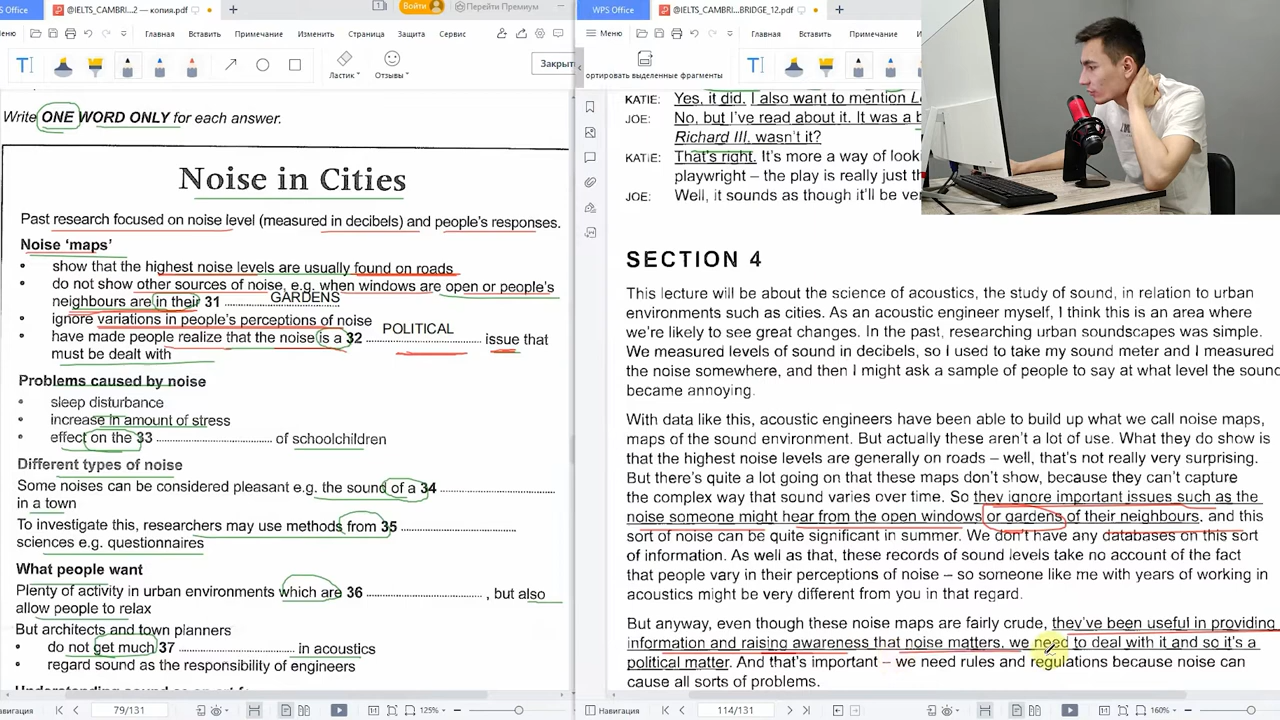 @IELTS_CAMBRI...2 — копия.pdf
Войти
Перейти Премиум
WPS Office
@IELTS_CAMBRI...BRIDGE_12.pdf
Главная Вставить Примечание Изменить Страница Защита Сервис
Меню
Главная Вставить Примечание
Ластик
Отзывы
Закрыт
ортировать выделенные фрагменты
Write ONE WORD ONLY for each answer.
Noise in Cities
Past research focused on noise level (measured in decibels) and people's responses.
Noise 'maps'
• show that the highest noise levels are usually found on roads
• do not show other sources of noise, e.g. when windows are open or people's
neighbours are in their 31 .......................... GARDENS
• ignore variations in people's perceptions of noise
• have made people realize that the noise is a 32 .......................... POLITICAL issue that
must be dealt with
Problems caused by noise
• sleep disturbance
• increase in amount of stress
• effect on the 33 .......................... of schoolchildren
Different types of noise
Some noises can be considered pleasant e.g. the sound of a 34 ..........................
in a town
To investigate this, researchers may use methods from 35 ..........................
sciences e.g. questionnaires
What people want
Plenty of activity in urban environments which are 36 .........................., but also
allow people to relax
But architects and town planners
• do not get much 37 .......................... in acoustics
• regard sound as the responsibility of engineers
навигация 79/131 125%
KATIE: Yes, it did. I also want to mention
JOE: No, but I've read about it. It was a
Richard III, wasn't it?
KATIE: That's right. It's more a way of look
playwright – the play is really just th
JOE: Well, it sounds as though it'll be ver
SECTION 4
This lecture will be about the science of acoustics, the study of sound, in relation to urban
environments such as cities. As an acoustic engineer myself, I think this is an area where
we're likely to see great changes. In the past, researching urban soundscapes was simple.
We measured levels of sound in decibels, so I used to take my sound meter and I measured
the noise somewhere, and then I might ask a sample of people to say at what level the sound
became annoying.
With data like this, acoustic engineers have been able to build up what we call noise maps,
maps of the sound environment. But actually these aren't a lot of use. What they do show is
that the highest noise levels are generally on roads – well, that's not really very surprising.
But there's quite a lot going on that these maps don't show, because they can't capture
the complex way that sound varies over time. So they ignore important issues such as the
noise someone might hear from the open windows or gardens of their neighbours, and this
sort of noise can be quite significant in summer. We don't have any databases on this sort
of information. As well as that, these records of sound levels take no account of the fact
that people vary in their perceptions of noise – so someone like me with years of working in
acoustics might be very different from you in that regard.
But anyway, even though these noise maps are fairly crude, they've been useful in providing
information and raising awareness that noise matters, we need to deal with it and so it's a
political matter. And that's important – we need rules and regulations because noise can
cause all sorts of problems.
Навигация 114/131 160%